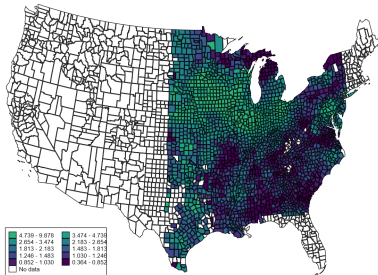 4.739 - 9.878 3.474 - 4.739
2.654 - 3.474 2.183 - 2.654
1.813 - 2.183 1.483 - 1.813
1.246 - 1.483 1.030 - 1.246
0.852 - 1.030 0.364 - 0.852
No data